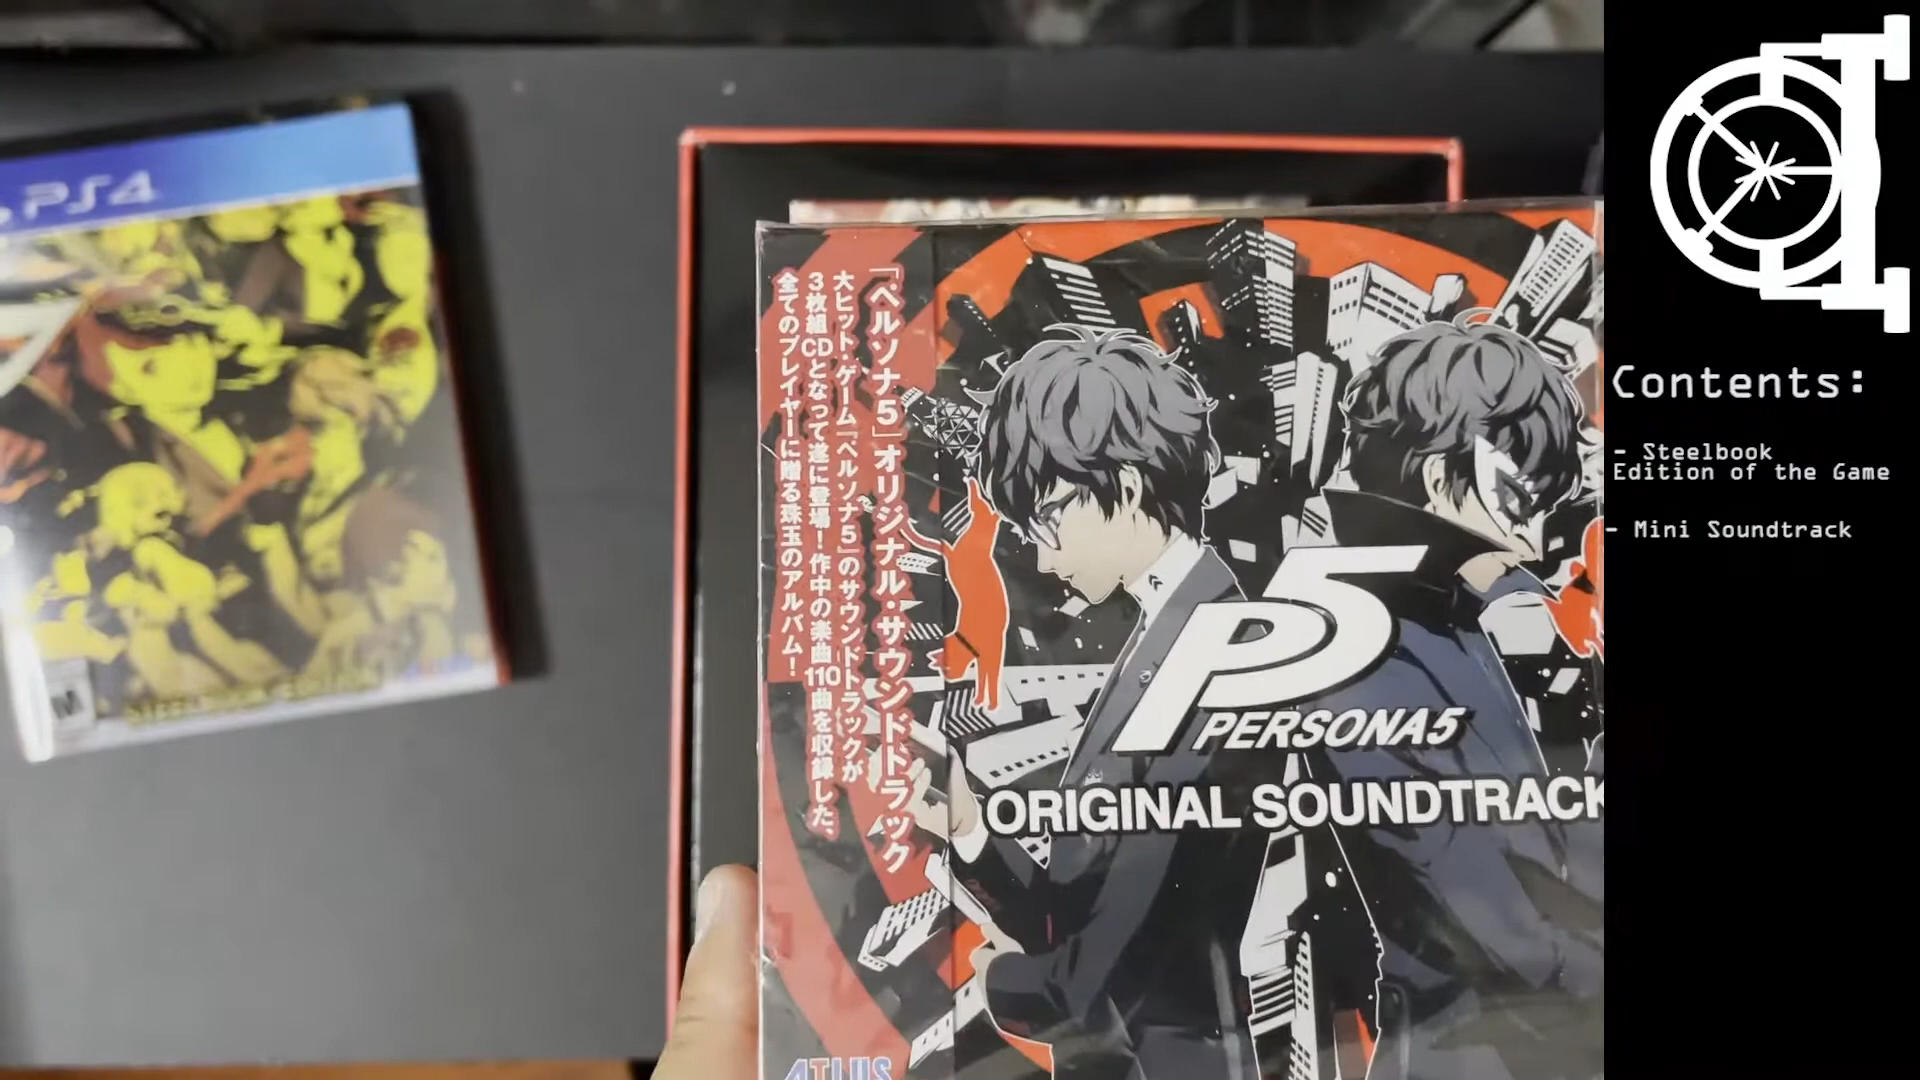 PS4
M
STEELBOOK EDITION
「ペルソナ5」オリジナル・サウンドトラック
大ヒット・ゲーム『ペルソナ5』のサウンドトラックが
3枚組CDとなって遂に登場！作中の楽曲110曲を収録した、
全てのプレイヤーに贈る珠玉のアルバム！
P5
PERSONA5
ORIGINAL SOUNDTRACK
ATLUS
Contents:
- Steelbook
Edition of the Game
- Mini Soundtrack